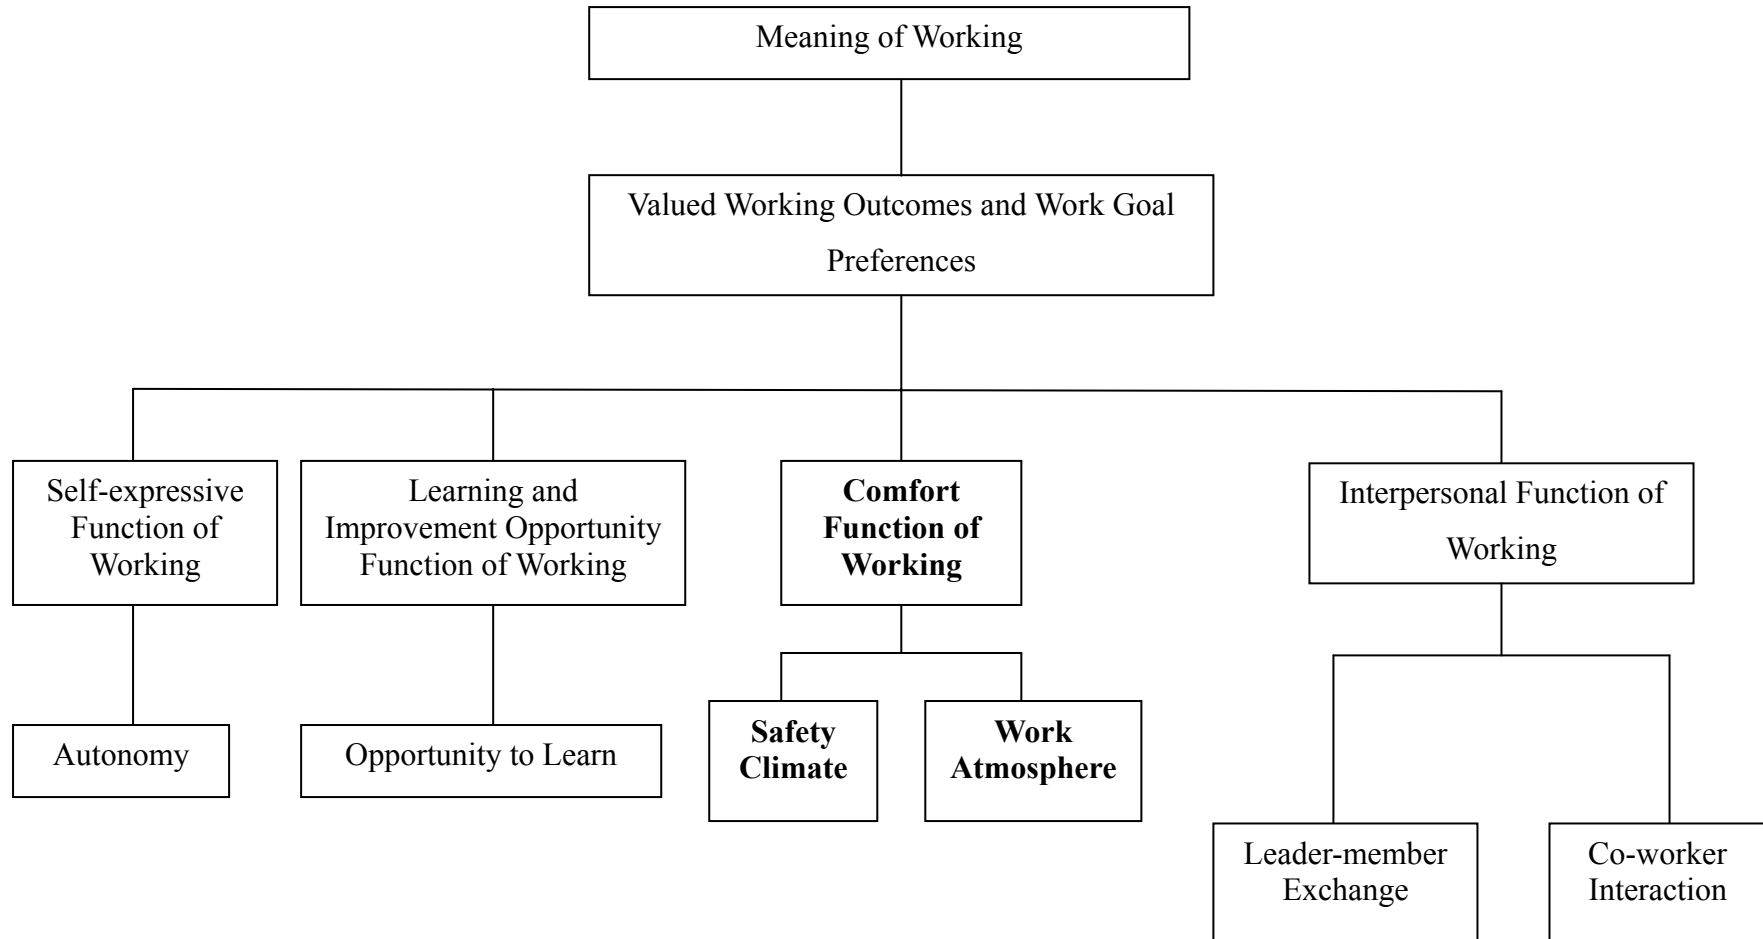 Meaning of Working
Valued Working Outcomes and Work Goal
Preferences
Self-expressive
Function of
Working
Learning and
Improvement Opportunity
Function of Working
Comfort
Function of
Working
Interpersonal Function of
Working
Autonomy
Opportunity to Learn
Safety
Climate
Work
Atmosphere
Leader-member
Exchange
Co-worker
Interaction